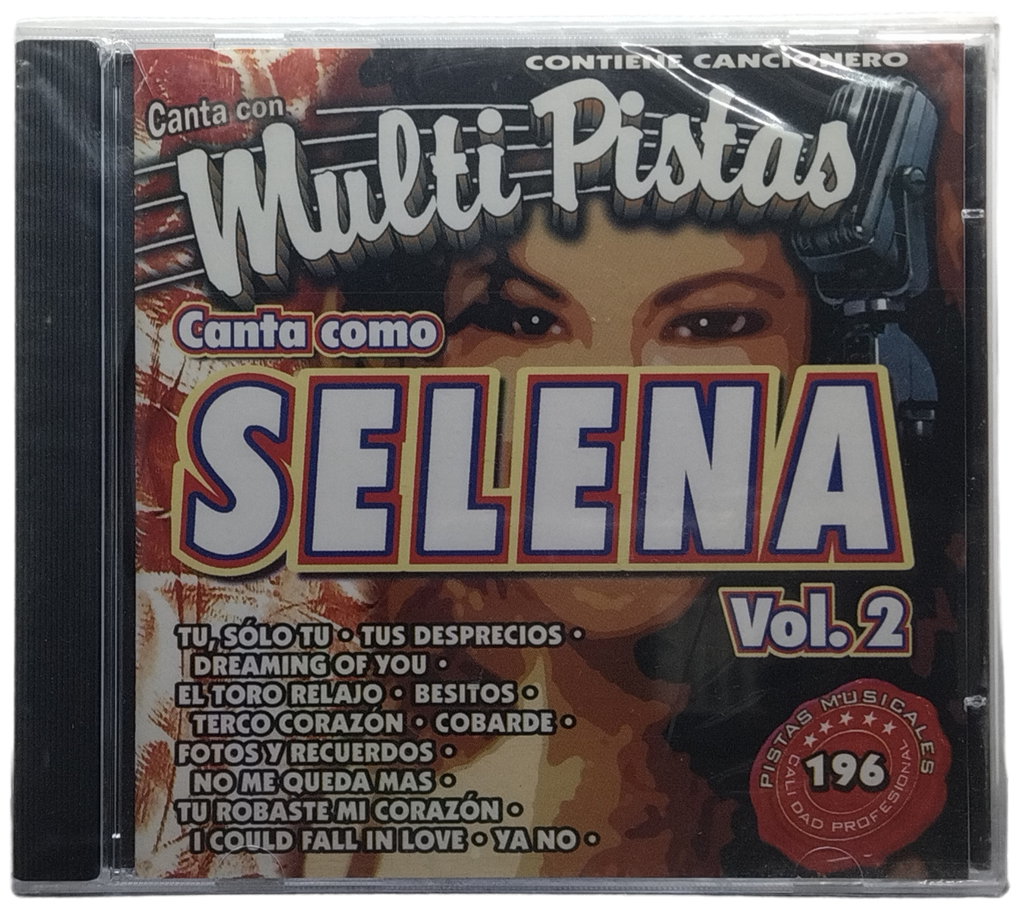 CONTIENE CANCIONERO
Canta con
Multi Pistas
Canta como
SELENA
Vol. 2
TU, SÓLO TU • TUS DESPRECIOS •
DREAMING OF YOU •
EL TORO RELAJO • BESITOS •
TERCO CORAZÓN • COBARDE •
FOTOS Y RECUERDOS •
NO ME QUEDA MAS •
TU ROBASTE MI CORAZÓN •
I COULD FALL IN LOVE • YA NO •
PISTAS MUSICALES
196
CALIDAD PROFESIONAL